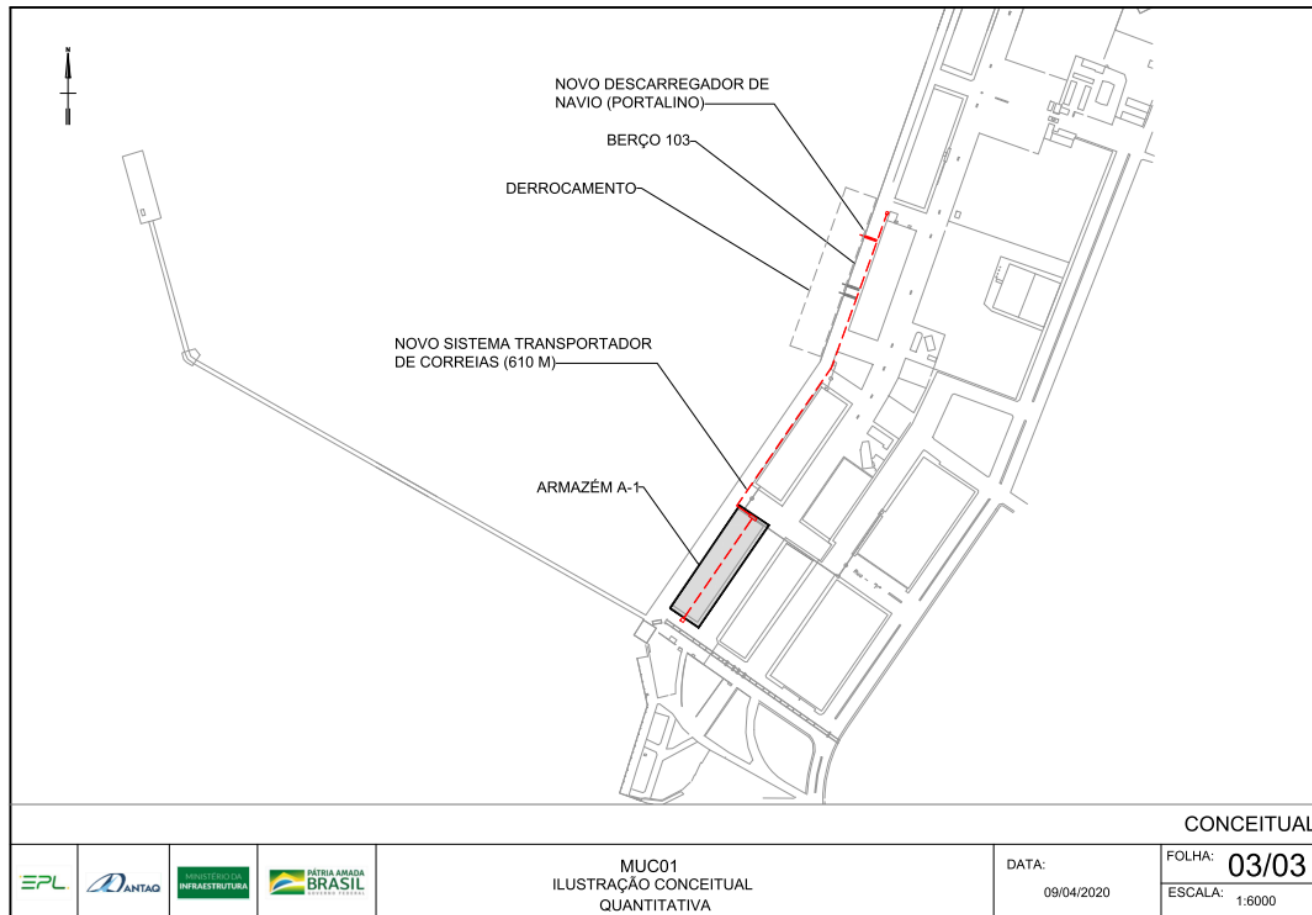 N
NOVO DESCARREGADOR DE
NAVIO (PORTALINO)
BERÇO 103
DERROCAMENTO
NOVO SISTEMA TRANSPORTADOR
DE CORREIAS (610 M)
ARMAZÉM A-1
CONCEITUAL
EPL
ANTAQ
MINISTÉRIO DA
INFRAESTRUTURA
PÁTRIA AMADA
BRASIL
GOVERNO FEDERAL
MUC01
ILUSTRAÇÃO CONCEITUAL
QUANTITATIVA
DATA:
09/04/2020
FOLHA: 03/03
ESCALA: 1:6000